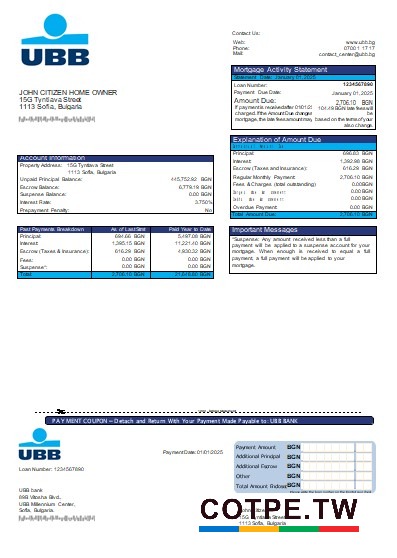 UBB
Contact Us:
Web: www.ubb.bg
Phone: 0700 1 17 17
Mail: contact_center@ubb.bg
Mortgage Activity Statement
Statement Date: January 01, 2025
Loan Number: 1234567890
Payment Due Date: January 01, 2025
Amount Due: 2,706.10 BGN
If payment is received after 01/01/2 104.49 BGN late fees will be
charged. If the Amount Due changes
mortgage, the late fees amount may based on the terms of your
also change.
JOHN CITIZEN HOME OWNER
15G Tyntiava Street
1113 Sofia, Bulgaria
Explanation of Amount Due
Principal: 696.83 BGN
Interest: 1,392.98 BGN
Escrow (Taxes and Insurance): 616.29 BGN
Regular Monthly Payment: 2,706.10 BGN
Fees & Charges (total outstanding) 0.00BGN
0.00 BGN
0.00 BGN
Overdue Payment: 0.00 BGN
Total Amount Due: 2,706.10 BGN
Account Information
Property Address: 15G Tyntiava Street
1113 Sofia, Bulgaria
Unpaid Principal Balance: 445,752.92 BGN
Escrow Balance: 6,779.19 BGN
Suspense Balance: 0.00 BGN
Interest Rate: 3.750%
Prepayment Penalty: No
Past Payments Breakdown As of Last Stmt Paid Year to Date
Principal: 694.66 BGN 5,497.08 BGN
Interest: 1,395.15 BGN 11,221.40 BGN
Escrow (Taxes & Insurance): 616.29 BGN 4,930.32 BGN
Fees: 0.00 BGN 0.00 BGN
Suspense*: 0.00 BGN 0.00 BGN
Total: 2,706.10 BGN 21,648.80 BGN
Important Messages
*Suspense: Any amount received less than a full
payment will be applied to a suspense account for your
mortgage. When enough is received to equal a full
payment, a full payment will be applied to your
mortgage.
PAYMENT COUPON – Detach and Return With Your Payment Made Payable to: UBB BANK
UBB
Loan Number: 1234567890
Payment Date: 01/01/2025
Payment Amount BGN
Additional Principal BGN
Additional Escrow BGN
Other BGN
Total Amount Enclosed BGN
UBB bank
89B Vitosha Blvd.,
UBB Millennium Center,
Sofia, Bulgaria
John Citizen
15G Tyntiava Street
1113 Sofia, Bulgaria
COTPE.TW